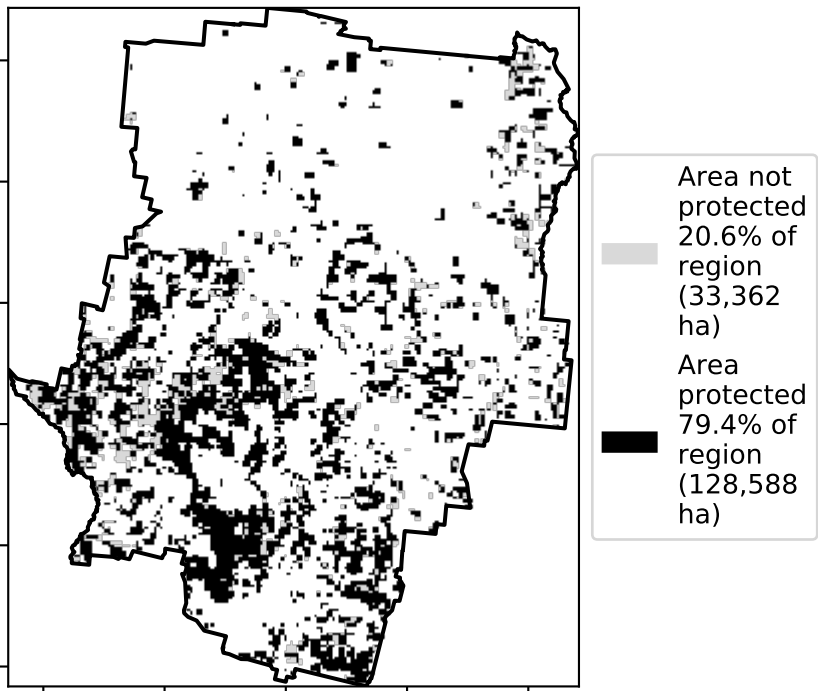 Area not
protected
20.6% of
region
(33,362
ha)
Area
protected
79.4% of
region
(128,588
ha)